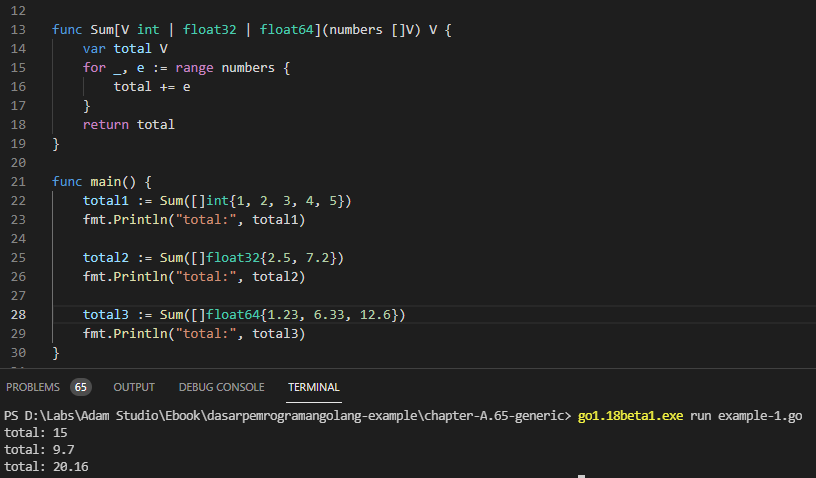 12
13 func Sum[V int | float32 | float64](numbers []V) V {
14     var total V
15     for _, e := range numbers {
16         total += e
17     }
18     return total
19 }
20
21 func main() {
22     total1 := Sum([]int{1, 2, 3, 4, 5})
23     fmt.Println("total:", total1)
24
25     total2 := Sum([]float32{2.5, 7.2})
26     fmt.Println("total:", total2)
27
28     total3 := Sum([]float64{1.23, 6.33, 12.6})
29     fmt.Println("total:", total3)
30 }
PROBLEMS 65 OUTPUT DEBUG CONSOLE TERMINAL
PS D:\Labs\Adam Studio\Ebook\dasarpemrogramangolang-example\chapter-A.65-generic> go1.18beta1.exe run example-1.go
total: 15
total: 9.7
total: 20.16